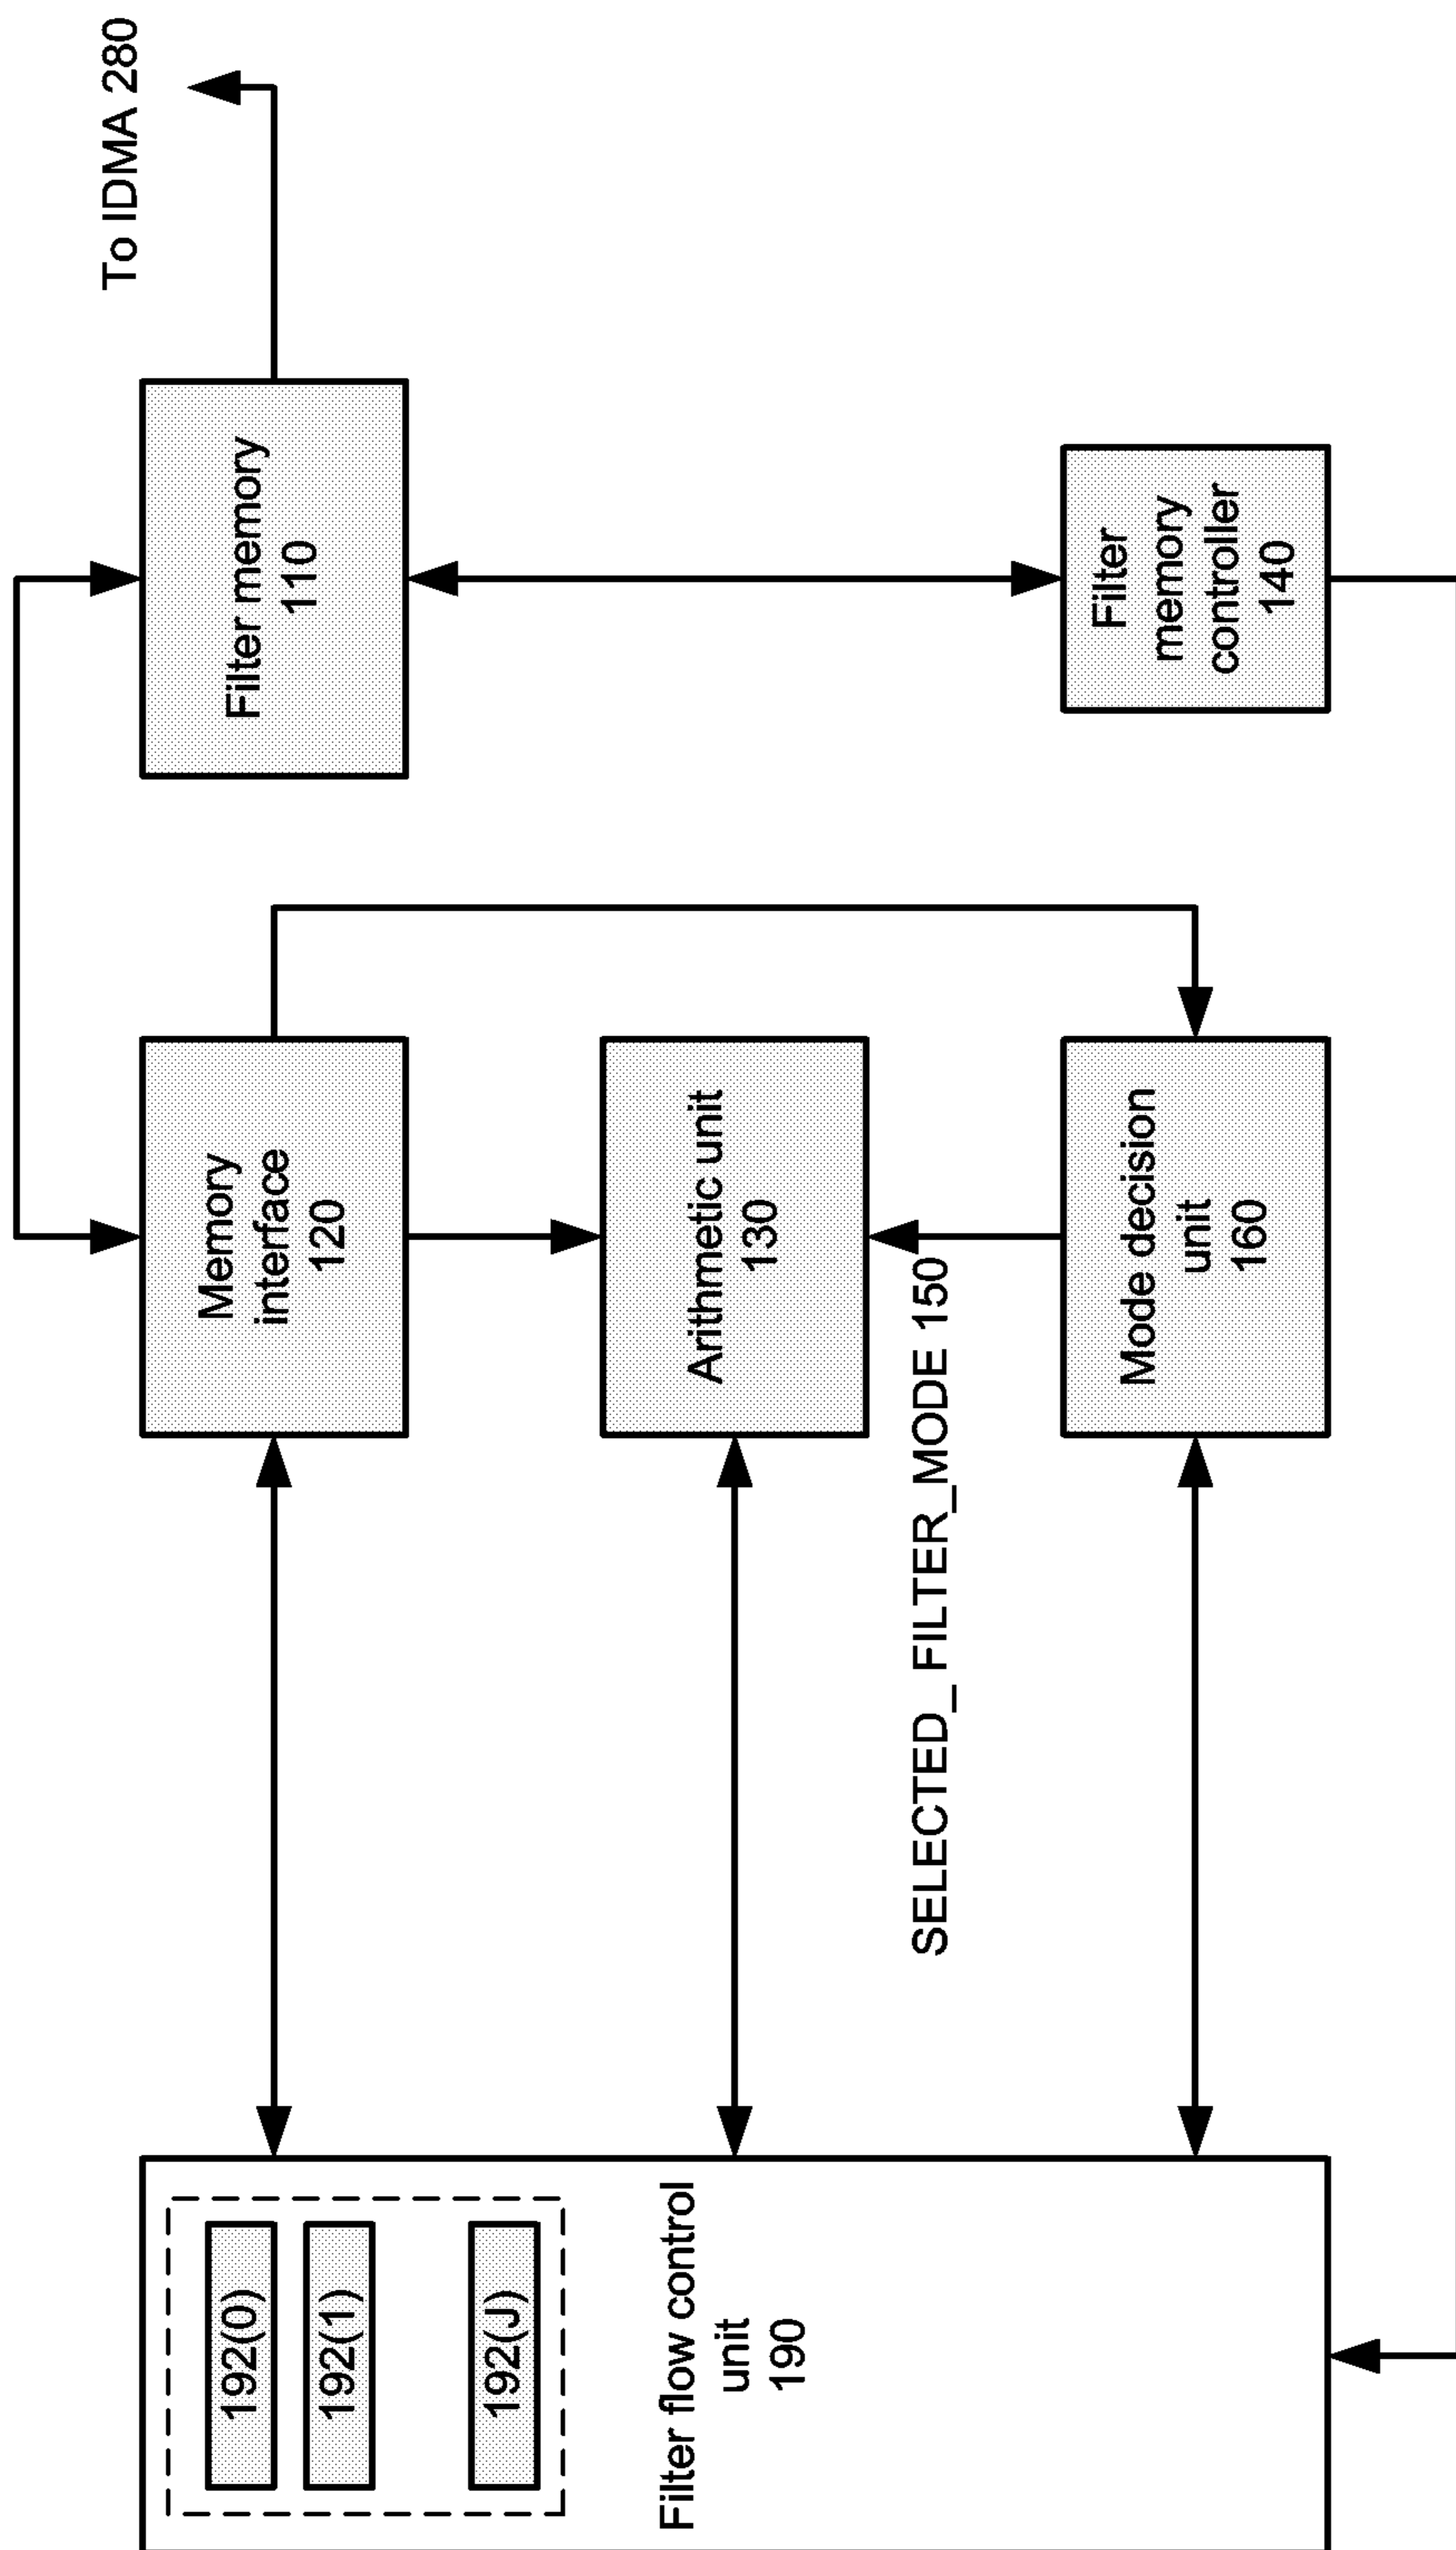 192(0)
192(1)
192(J)
Filter flow control
unit
190
Memory
interface
120
Arithmetic unit
130
SELECTED_ FILTER_MODE 150
Mode decision
unit
160
Filter memory
110
Filter
memory
controller
140
To IDMA 280